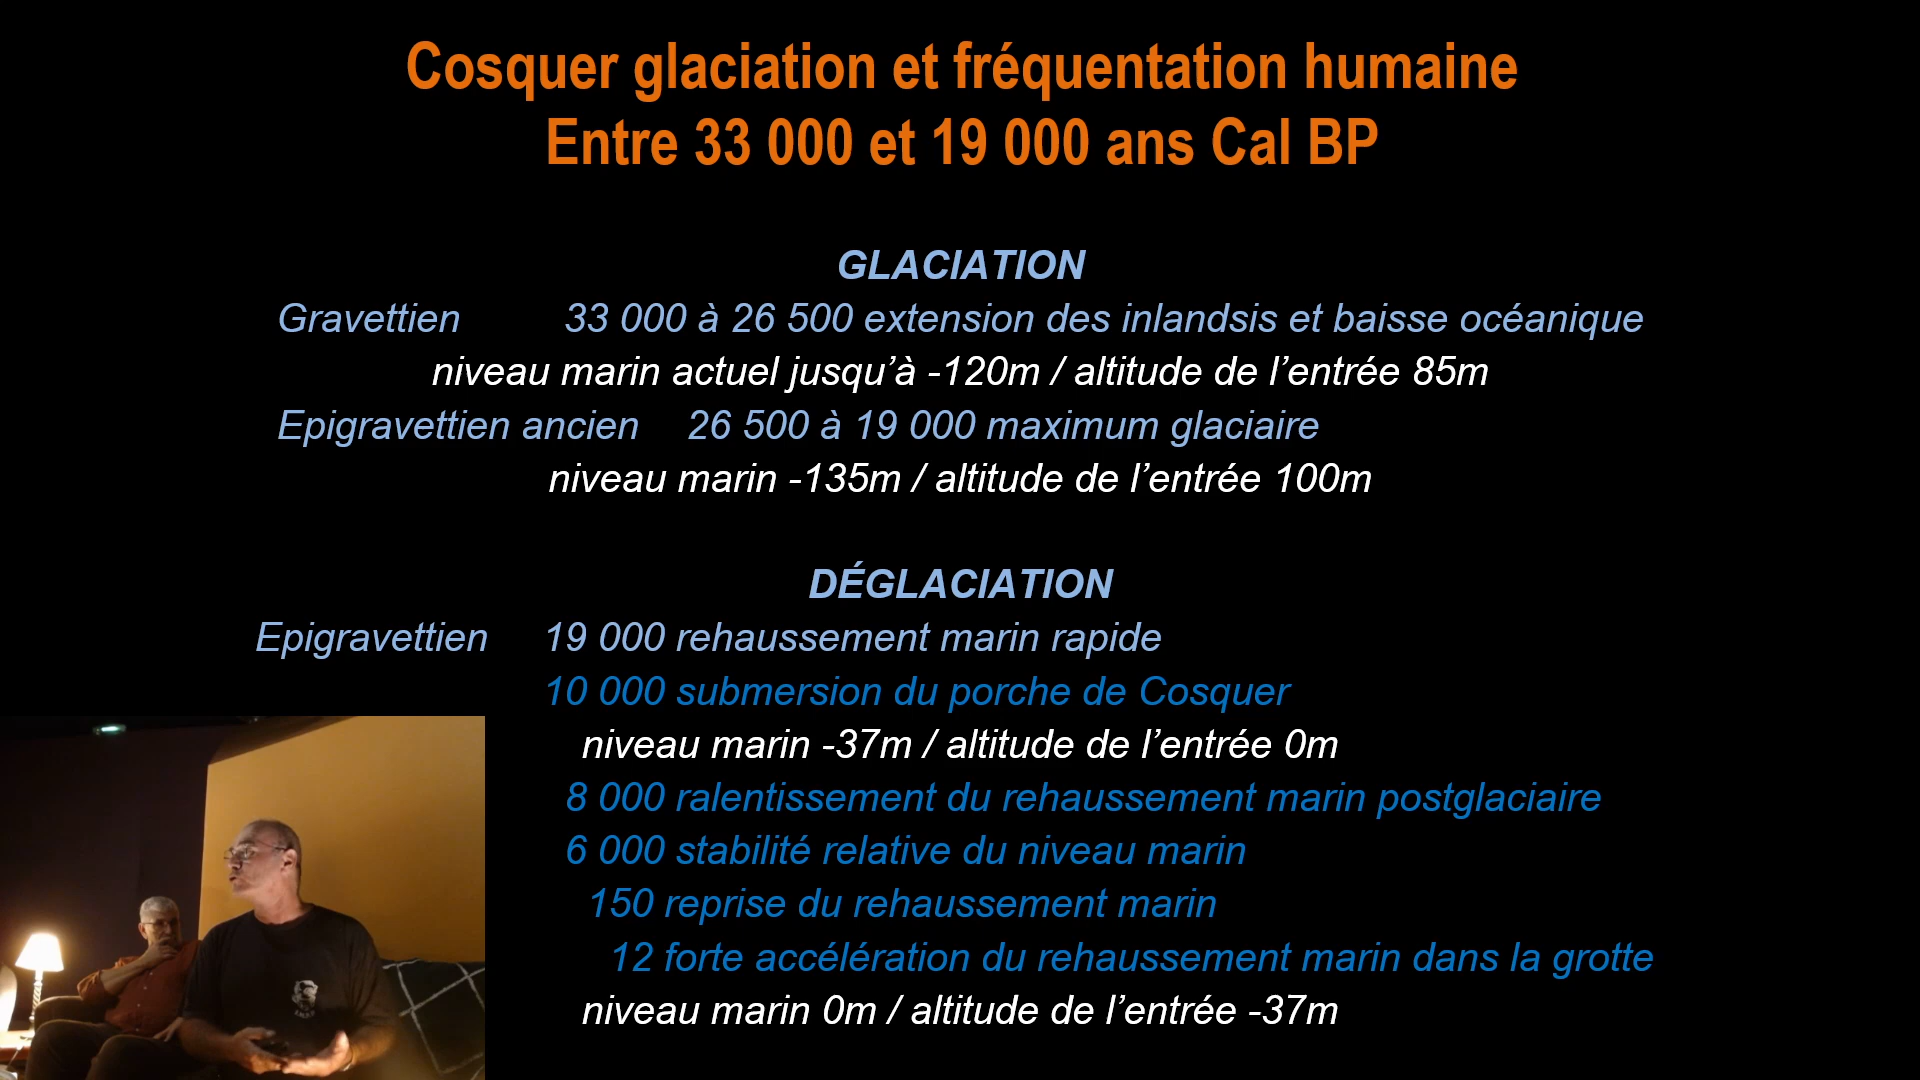 Cosquer glaciation et fréquentation humaine
Entre 33 000 et 19 000 ans Cal BP
GLACIATION
Gravettien 33 000 à 26 500 extension des inlandsis et baisse océanique
niveau marin actuel jusqu’à -120m / altitude de l’entrée 85m
Epigravettien ancien 26 500 à 19 000 maximum glaciaire
niveau marin -135m / altitude de l’entrée 100m
DÉGLACIATION
Epigravettien 19 000 rehaussement marin rapide
10 000 submersion du porche de Cosquer
niveau marin -37m / altitude de l’entrée 0m
8 000 ralentissement du rehaussement marin postglaciaire
6 000 stabilité relative du niveau marin
150 reprise du rehaussement marin
12 forte accélération du rehaussement marin dans la grotte
niveau marin 0m / altitude de l’entrée -37m